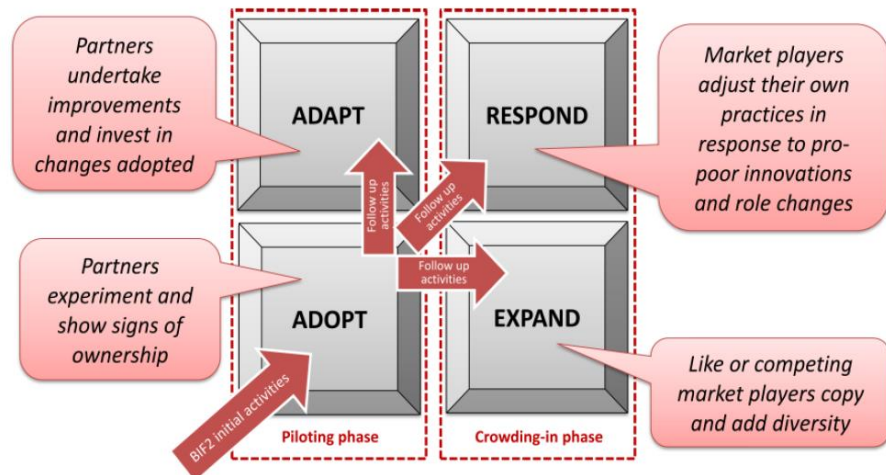 Partners
undertake
improvements
and invest in
changes adopted
ADAPT
RESPOND
Market players
adjust their own
practices in
response to pro-
poor innovations
and role changes
Follow up
activities
Follow up
activities
Follow up
activities
Partners
experiment and
show signs of
ownership
ADOPT
EXPAND
Like or competing
market players copy
and add diversity
BIF2 initial activities
Piloting phase
Crowding-in phase